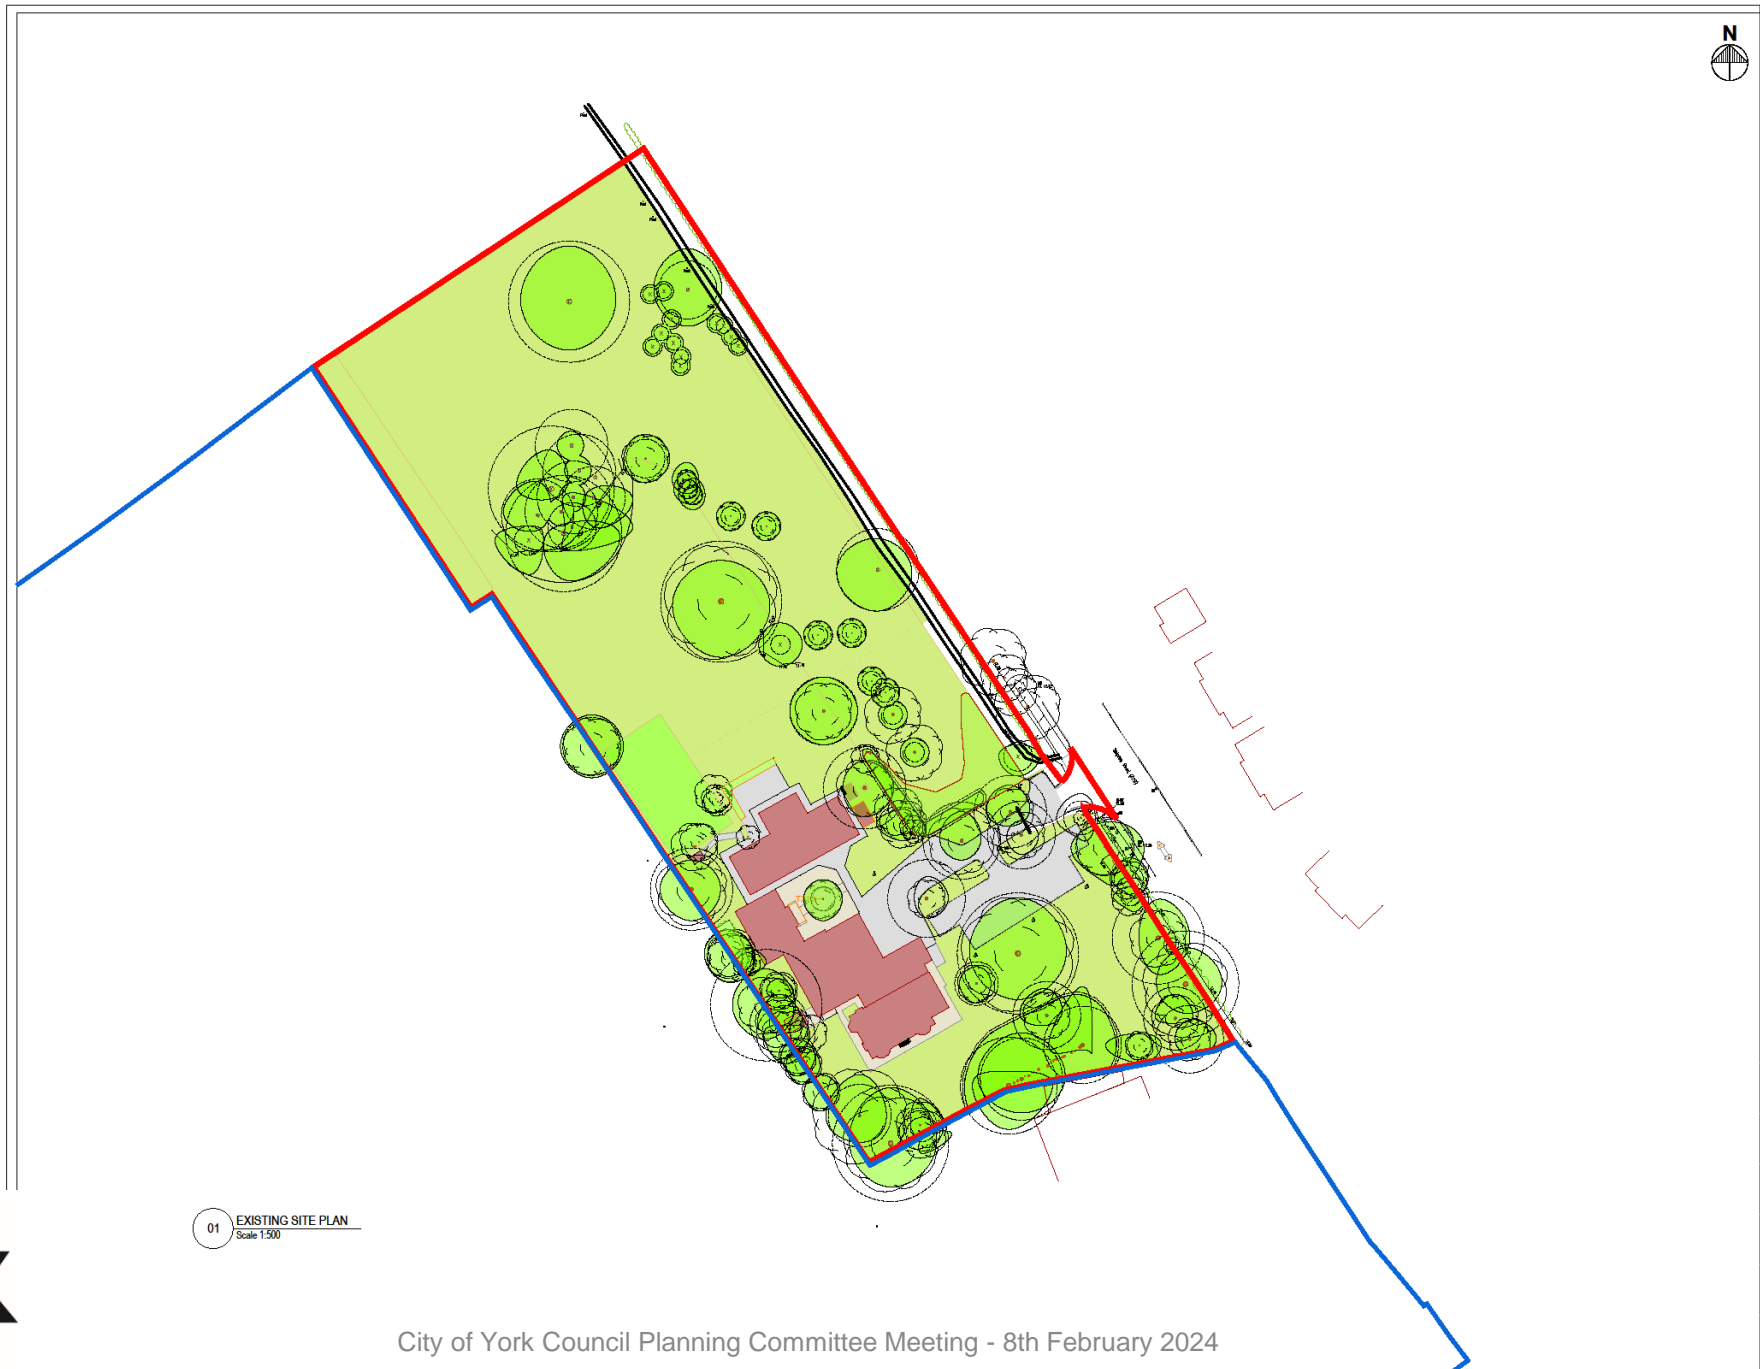 N
01
EXISTING SITE PLAN
Scale 1:500
City of York Council Planning Committee Meeting - 8th February 2024